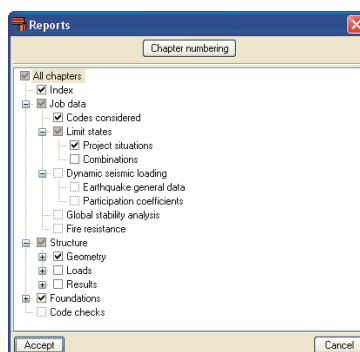 Reports
Chapter numbering
All chapters
Index
Job data
Codes considered
Limit states
Project situations
Combinations
Dynamic seismic loading
Earthquake general data
Participation coefficients
Global stability analysis
Fire resistance
Structure
Geometry
Loads
Results
Foundations
Code checks
Accept Cancel